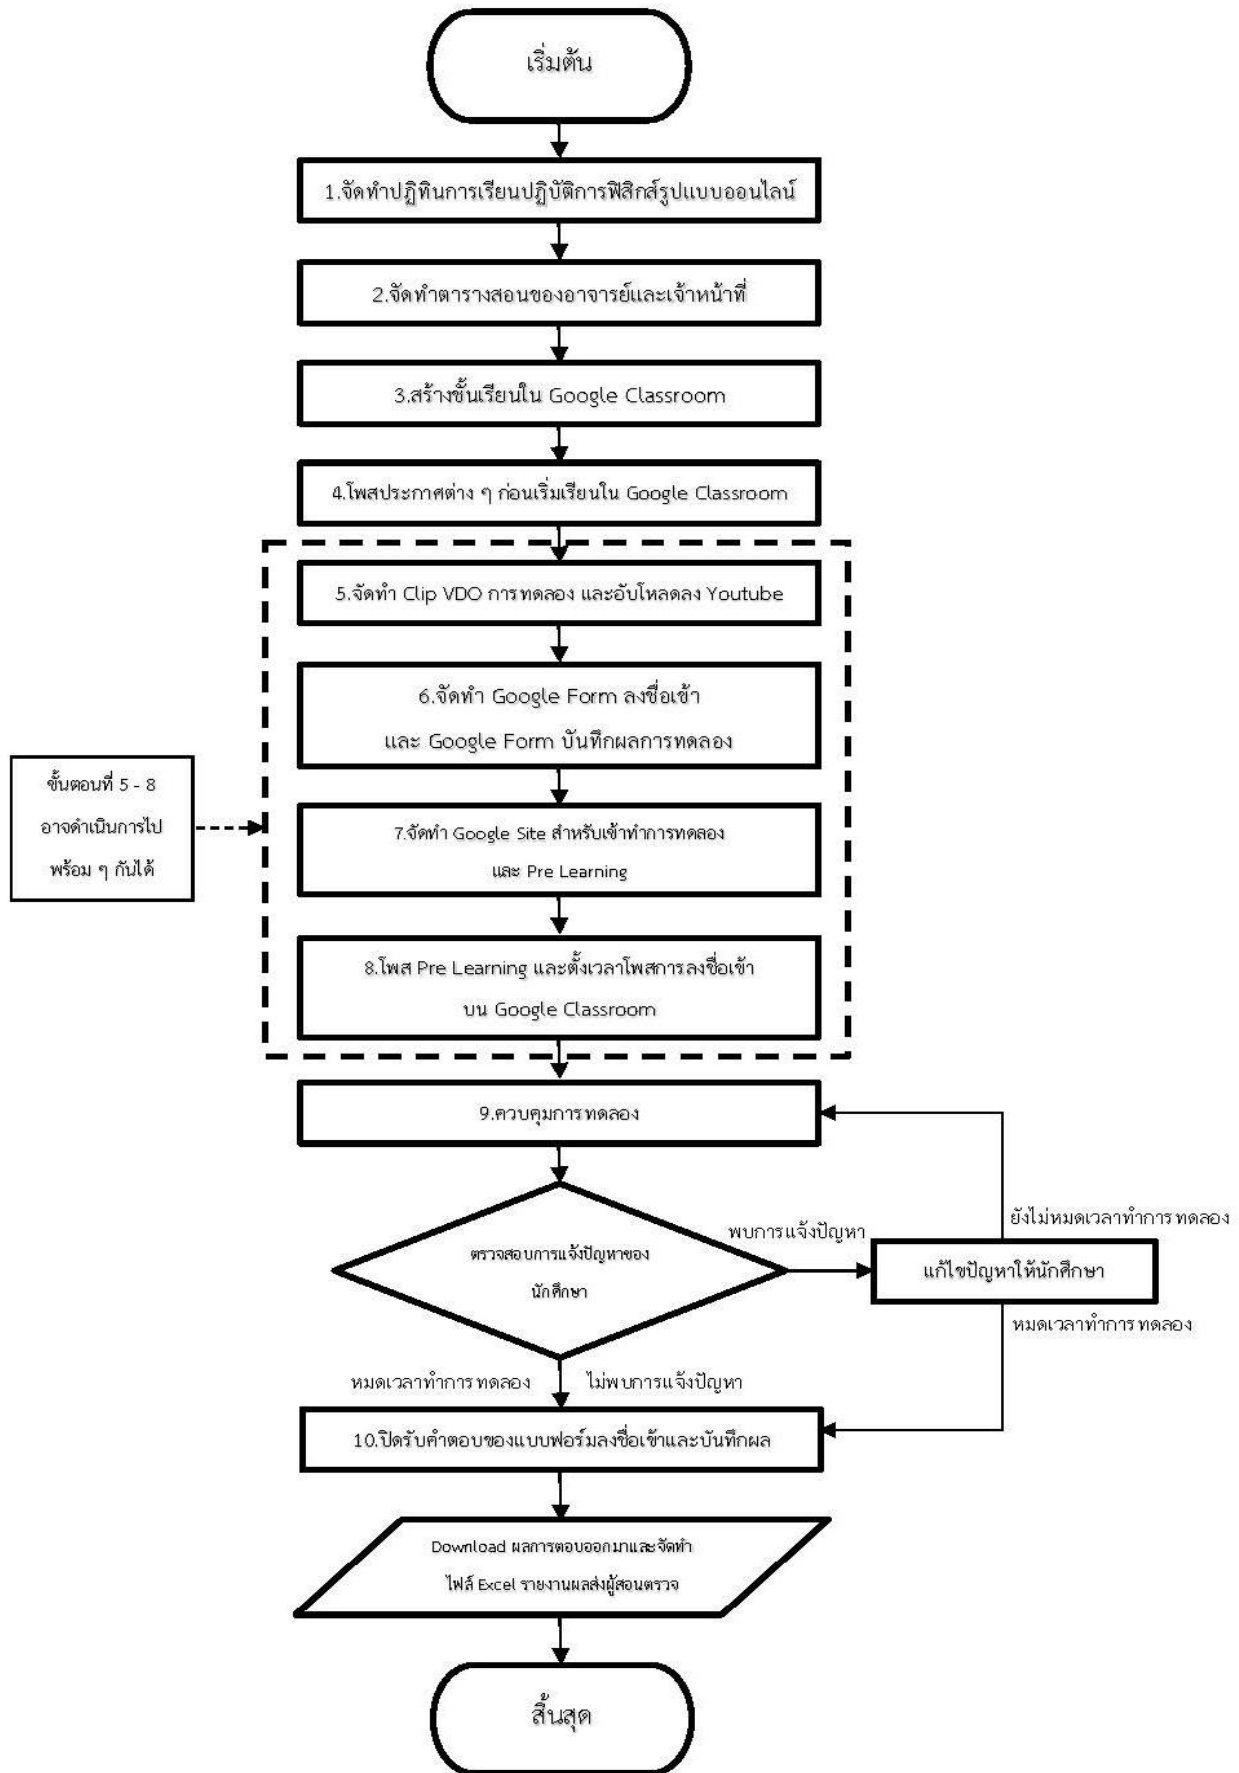 เริ่มต้น
1.จัดทำปฏิทินการเรียนปฏิบัติการฟิสิกส์รูปแบบออนไลน์
2.จัดทำตารางสอนของอาจารย์และเจ้าหน้าที่
3.สร้างชั้นเรียนใน Google Classroom
4.โพสประกาศต่าง ๆ ก่อนเริ่มเรียนใน Google Classroom
5.จัดทำ Clip VDO การทดลอง และอับโหลดลง Youtube
6.จัดทำ Google Form ลงชื่อเข้า
และ Google Form บันทึกผลการทดลอง
ขั้นตอนที่ 5 - 8
อาจดำเนินการไป
พร้อม ๆ กันได้
7.จัดทำ Google Site สำหรับเข้าทำการทดลอง
และ Pre Learning
8.โพส Pre Learning และตั้งเวลาโพสการลงชื่อเข้า
บน Google Classroom
9.ควบคุมการทดลอง
ตรวจสอบการแจ้งปัญหาของ
นักศึกษา
พบการแจ้งปัญหา
ยังไม่หมดเวลาทำการทดลอง
แก้ไขปัญหาให้นักศึกษา
หมดเวลาทำการทดลอง
หมดเวลาทำการทดลอง
ไม่พบการแจ้งปัญหา
10.ปิดรับคำตอบของแบบฟอร์มลงชื่อเข้าและบันทึกผล
Download ผลการตอบออกมาและจัดทำ
ไฟล์ Excel รายงานผลส่งผู้สอนตรวจ
สิ้นสุด